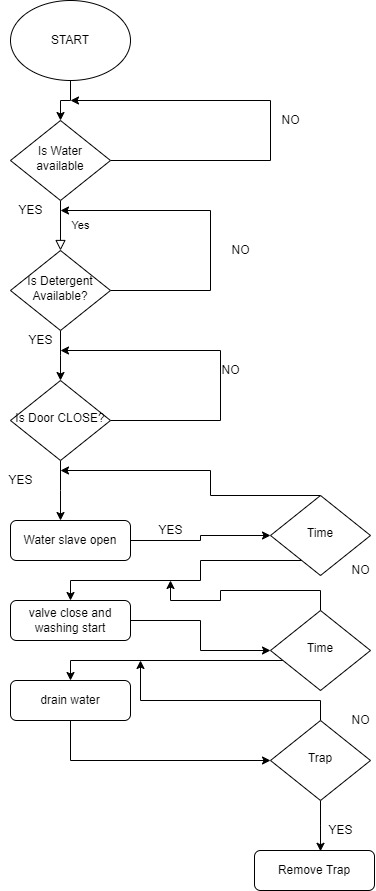 START
NO
Is Water
available
YES
Yes
NO
Is Detergent
Available?
YES
NO
Is Door CLOSE?
YES
Water slave open
YES
Time
NO
valve close and
washing start
Time
drain water
NO
Trap
YES
Remove Trap